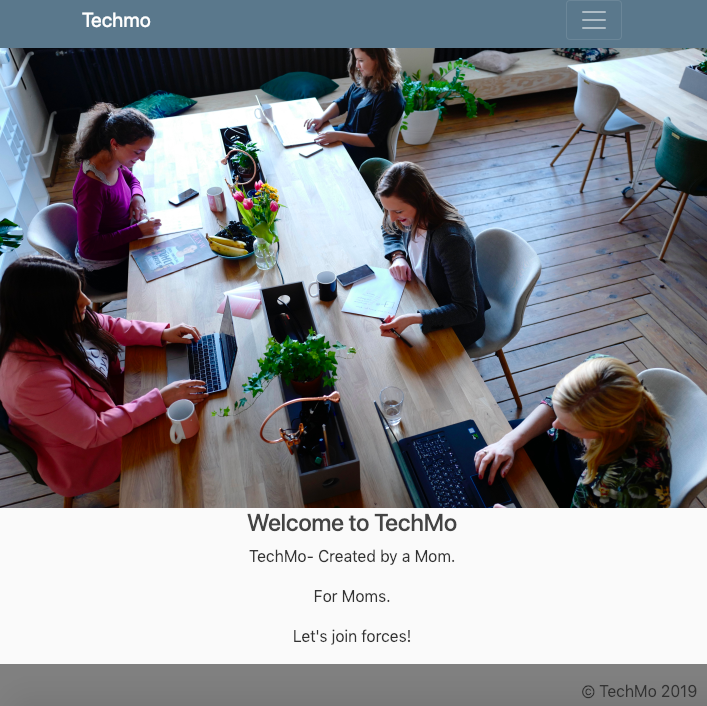 Techmo
Welcome to TechMo
TechMo- Created by a Mom.
For Moms.
Let's join forces!
© TechMo 2019